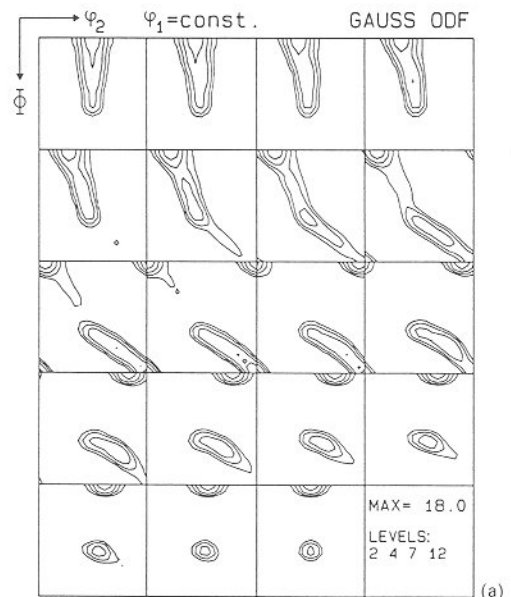 φ₂ φ₁=const. GAUSS ODF
Φ
MAX= 18.0
LEVELS:
2 4 7 12
(a)